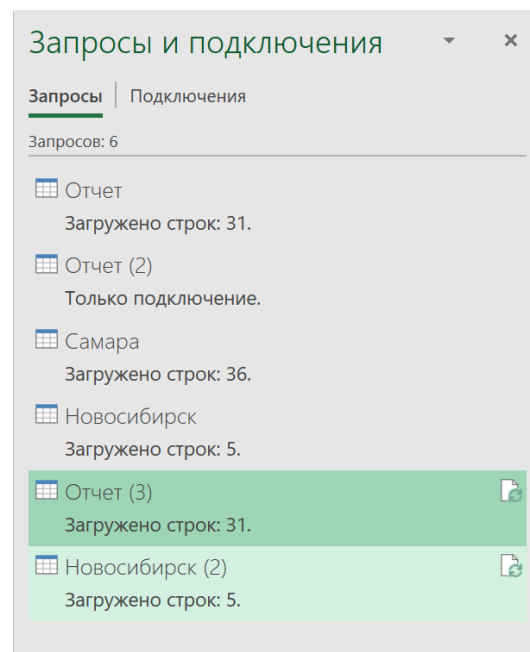 Запросы и подключения
Запросы | Подключения
Запросов: 6
Отчет
Загружено строк: 31.
Отчет (2)
Только подключение.
Самара
Загружено строк: 36.
Новосибирск
Загружено строк: 5.
Отчет (3)
Загружено строк: 31.
Новосибирск (2)
Загружено строк: 5.